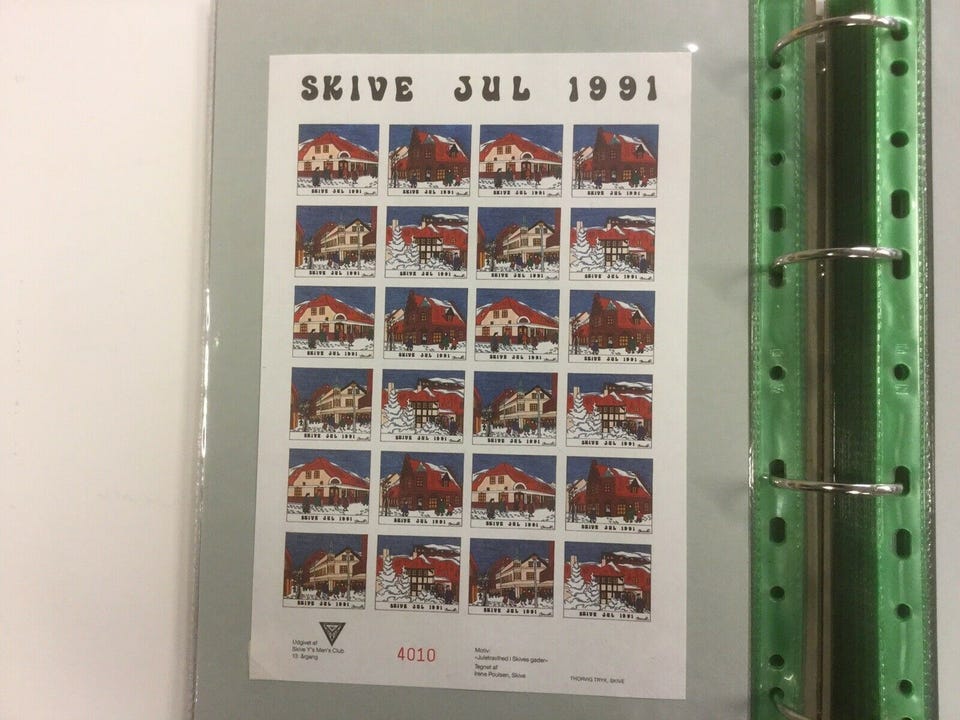 SKIVE JUL 1991
SKIVE JUL 1991 SKIVE JUL 1991 SKIVE JUL 1991 SKIVE JUL 1991
SKIVE JUL 1991 SKIVE JUL 1991 SKIVE JUL 1991 SKIVE JUL 1991
SKIVE JUL 1991 SKIVE JUL 1991 SKIVE JUL 1991 SKIVE JUL 1991
SKIVE JUL 1991 SKIVE JUL 1991 SKIVE JUL 1991 SKIVE JUL 1991
SKIVE JUL 1991 SKIVE JUL 1991 SKIVE JUL 1991 SKIVE JUL 1991
SKIVE JUL 1991 SKIVE JUL 1991 SKIVE JUL 1991 SKIVE JUL 1991
Udgivet af
Skive Y's Men's Club
13. årgang
4010
Motiv:
»Juletravlhed i Skives gader«
Tegnet af
Irene Poulsen, Skive
THORVIG TRYK, SKIVE